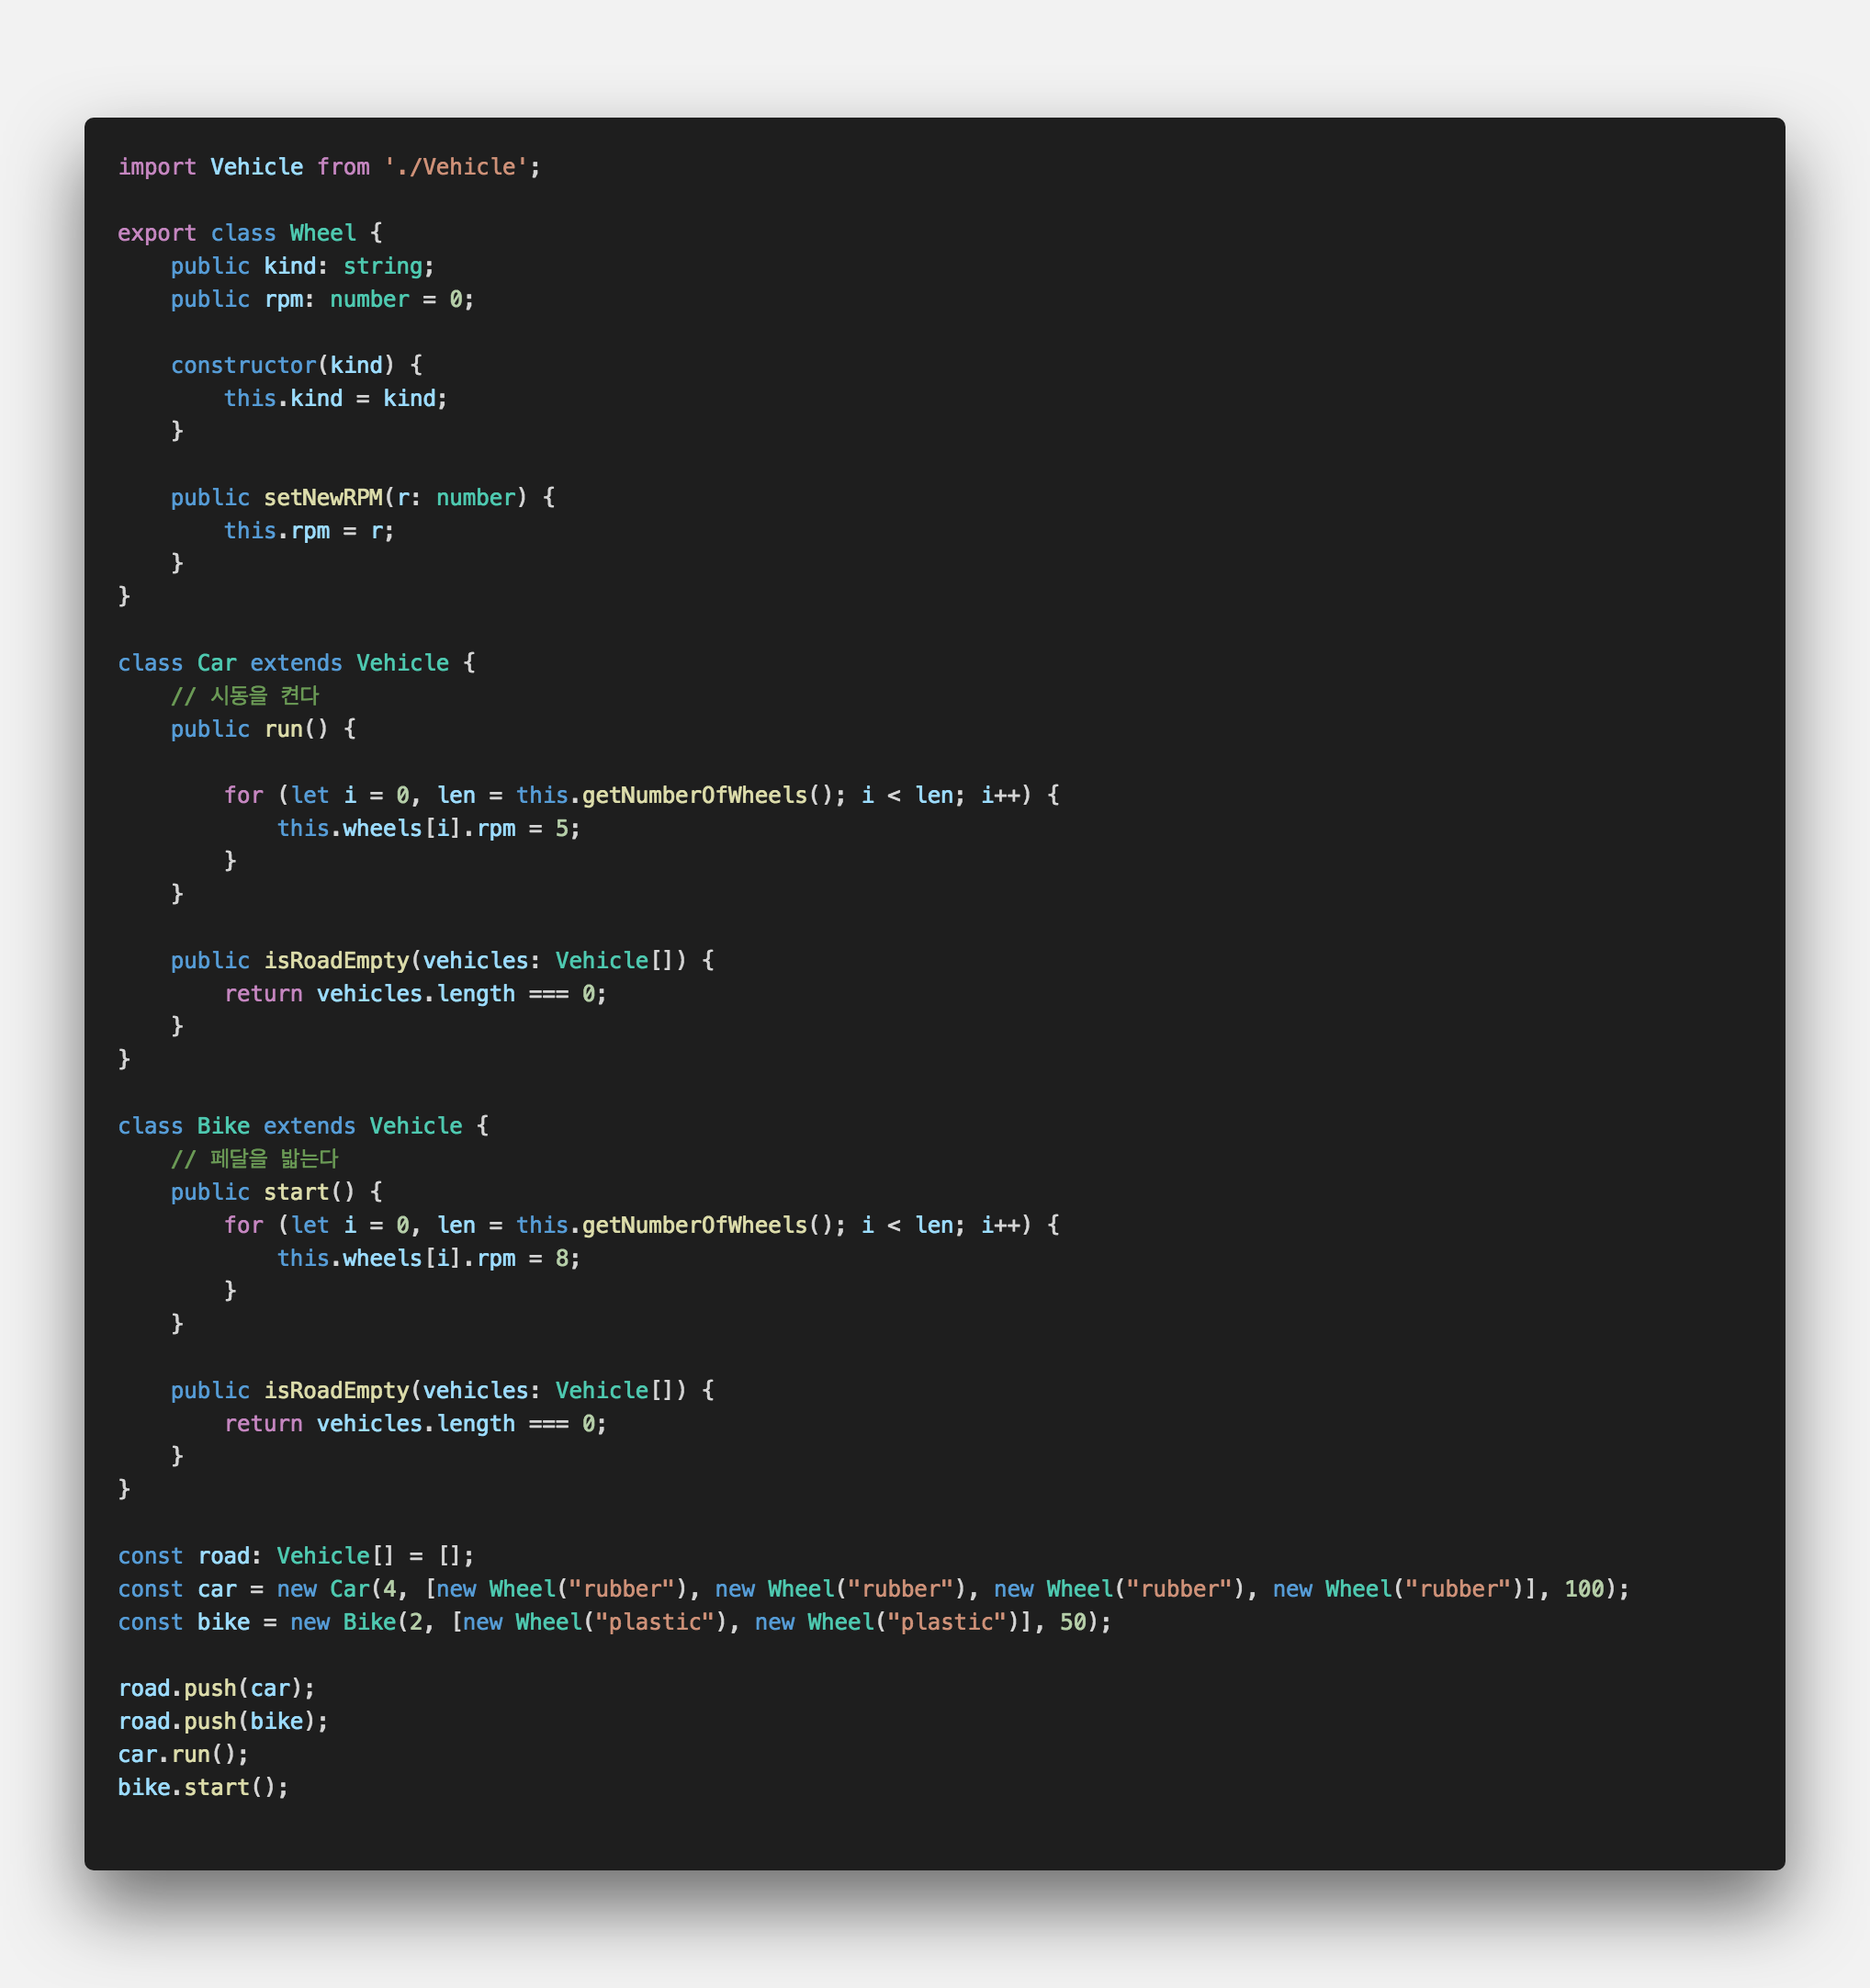 import Vehicle from './Vehicle';

export class Wheel {
    public kind: string;
    public rpm: number = 0;

    constructor(kind) {
        this.kind = kind;
    }

    public setNewRPM(r: number) {
        this.rpm = r;
    }
}

class Car extends Vehicle {
    // 시동을 켠다
    public run() {

        for (let i = 0, len = this.getNumberOfWheels(); i < len; i++) {
            this.wheels[i].rpm = 5;
        }
    }

    public isRoadEmpty(vehicles: Vehicle[]) {
        return vehicles.length === 0;
    }
}

class Bike extends Vehicle {
    // 페달을 밟는다
    public start() {
        for (let i = 0, len = this.getNumberOfWheels(); i < len; i++) {
            this.wheels[i].rpm = 8;
        }
    }

    public isRoadEmpty(vehicles: Vehicle[]) {
        return vehicles.length === 0;
    }
}

const road: Vehicle[] = [];
const car = new Car(4, [new Wheel("rubber"), new Wheel("rubber"), new Wheel("rubber"), new Wheel("rubber")], 100);
const bike = new Bike(2, [new Wheel("plastic"), new Wheel("plastic")], 50);

road.push(car);
road.push(bike);
car.run();
bike.start();